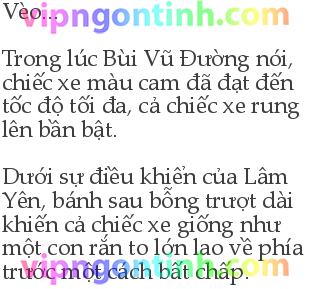 Vèo...
vipngontinh.com
Trong lúc Bùi Vũ Đường nói,
chiếc xe màu cam đã đạt đến
tốc độ tối đa, cả chiếc xe rung
lên bần bật.
Dưới sự điều khiển của Lâm
Yên, bánh sau bỗng trượt dài
khiến cả chiếc xe giống như
một con rắn to lớn lao về phía
trước một cách bất chấp.
vipngontinh.com